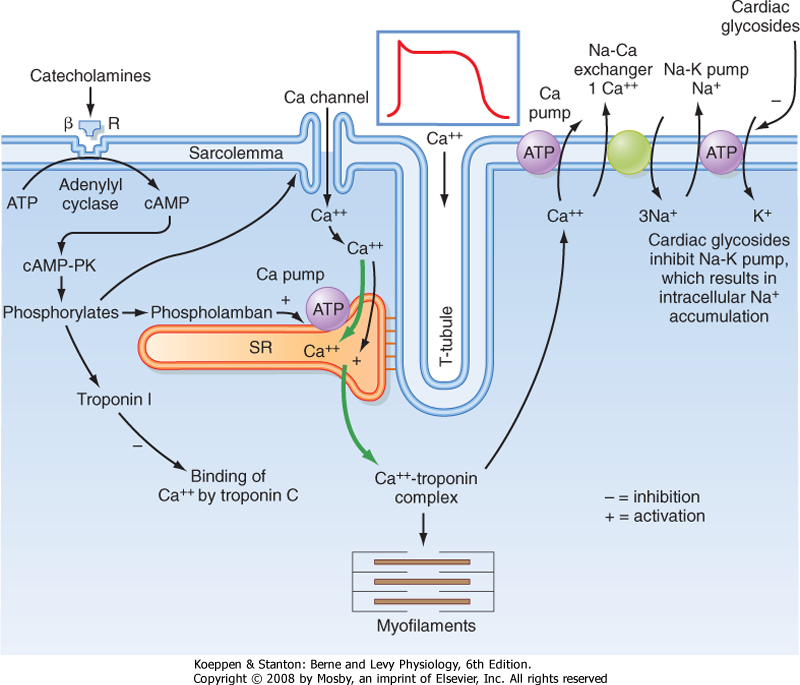 Cardiac
glycosides
Catecholamines
β R
Ca channel
Na-Ca
exchanger
1 Ca++
Na-K pump
Na+
–
Ca
pump
Ca++
Sarcolemma
ATP
ATP
ATP
Adenylyl
cyclase
cAMP
Ca++
Ca++
3Na+
K+
Ca++
cAMP-PK
Cardiac glycosides
inhibit Na-K pump,
which results in
intracellular Na+
accumulation
Ca pump
+
ATP
Phosphorylates
Phospholamban
SR
Ca++
+
T-tubule
Troponin I
–
Binding of
Ca++ by troponin C
Ca++-troponin
complex
– = inhibition
+ = activation
Myofilaments
Koeppen & Stanton: Berne and Levy Physiology, 6th Edition.
Copyright © 2008 by Mosby, an imprint of Elsevier, Inc. All rights reserved